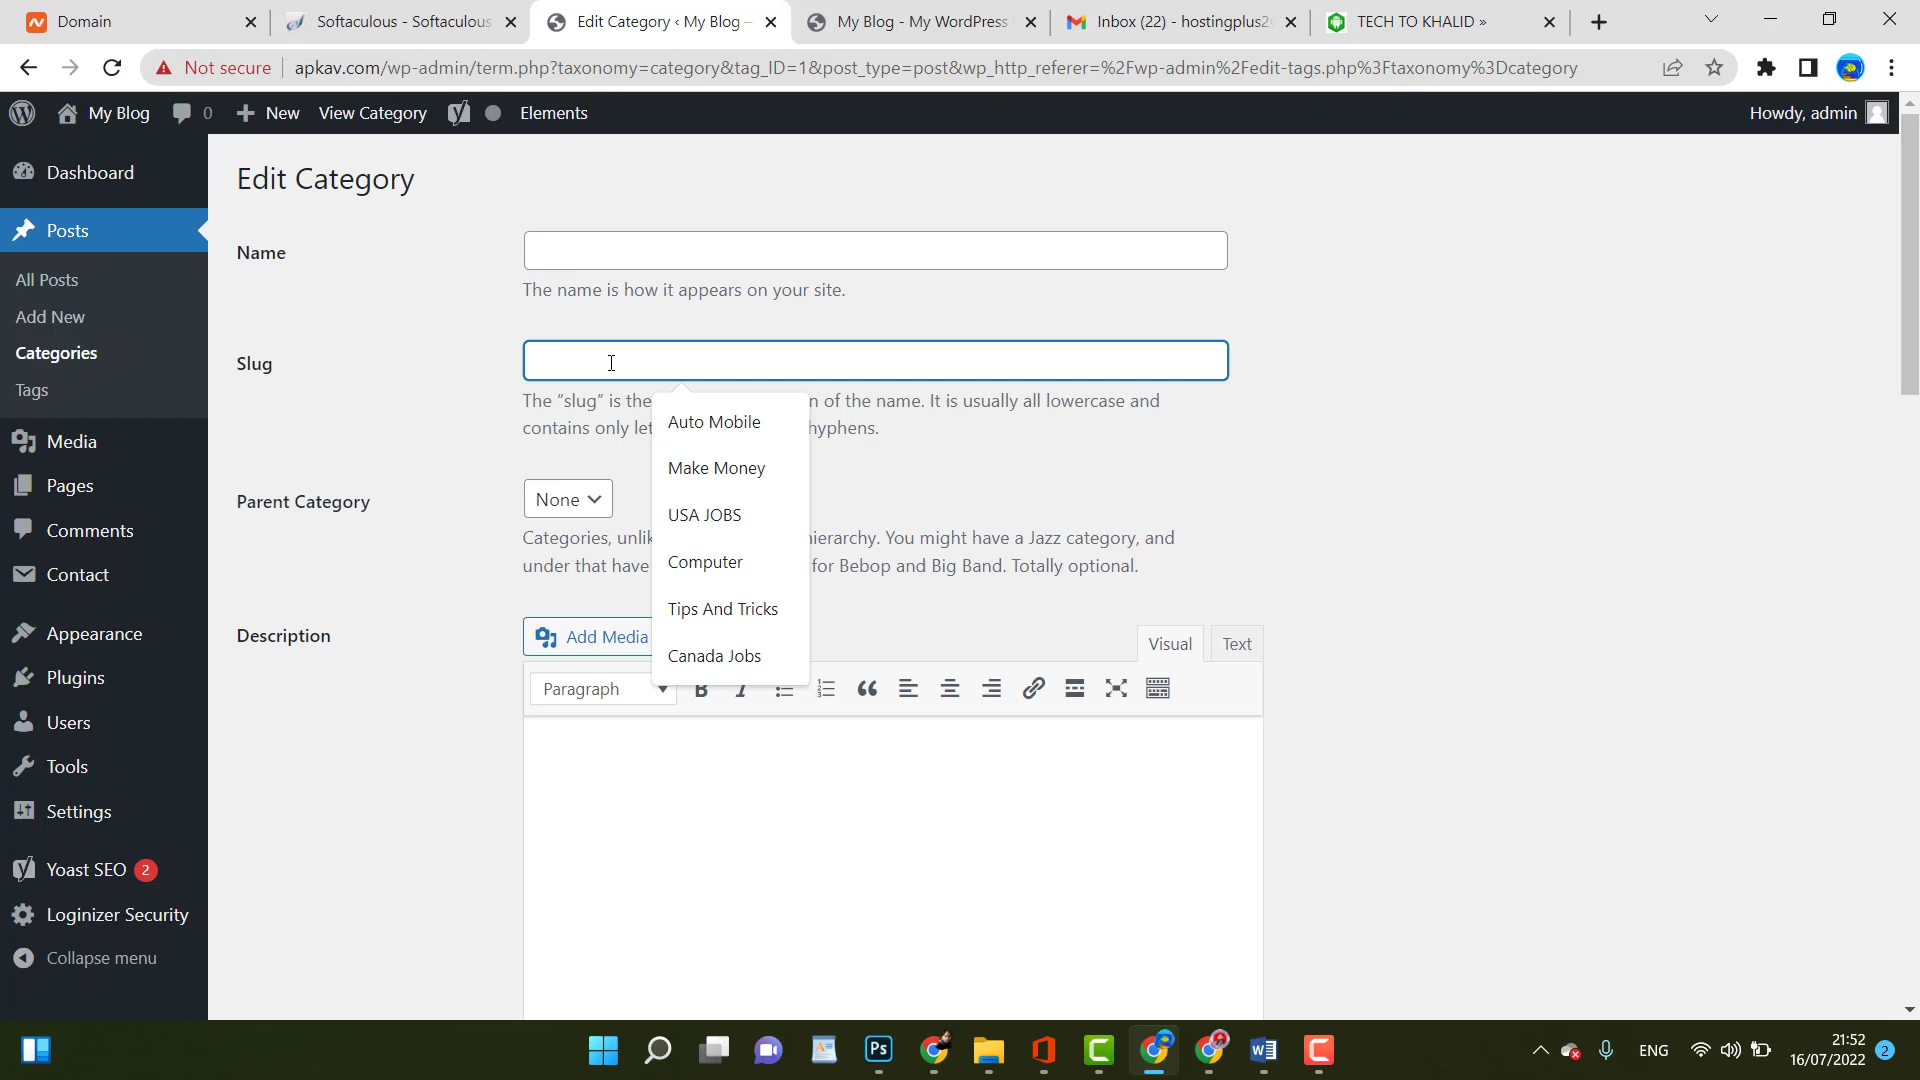 Domain
Softaculous - Softaculous
Edit Category ‹ My Blog —
My Blog - My WordPress
Inbox (22) - hostingplus2
TECH TO KHALID »
Not secure
apkav.com/wp-admin/term.php?taxonomy=category&tag_ID=1&post_type=post&wp_http_referer=%2Fwp-admin%2Fedit-tags.php%3Ftaxonomy%3Dcategory
My Blog
0
New
View Category
Elements
Howdy, admin
Dashboard
Posts
All Posts
Add New
Categories
Tags
Media
Pages
Comments
Contact
Appearance
Plugins
Users
Tools
Settings
Yoast SEO 2
Loginizer Security
Collapse menu
Edit Category
Name
The name is how it appears on your site.
Slug
The “slug” is the
n of the name. It is usually all lowercase and
contains only let
hyphens.
Auto Mobile
Make Money
USA JOBS
Computer
Tips And Tricks
Canada Jobs
Parent Category
None
Categories, unlik
hierarchy. You might have a Jazz category, and
under that have
for Bebop and Big Band. Totally optional.
Description
Add Media
Visual
Text
Paragraph
B
I
Ps
ENG
21:52
16/07/2022
2